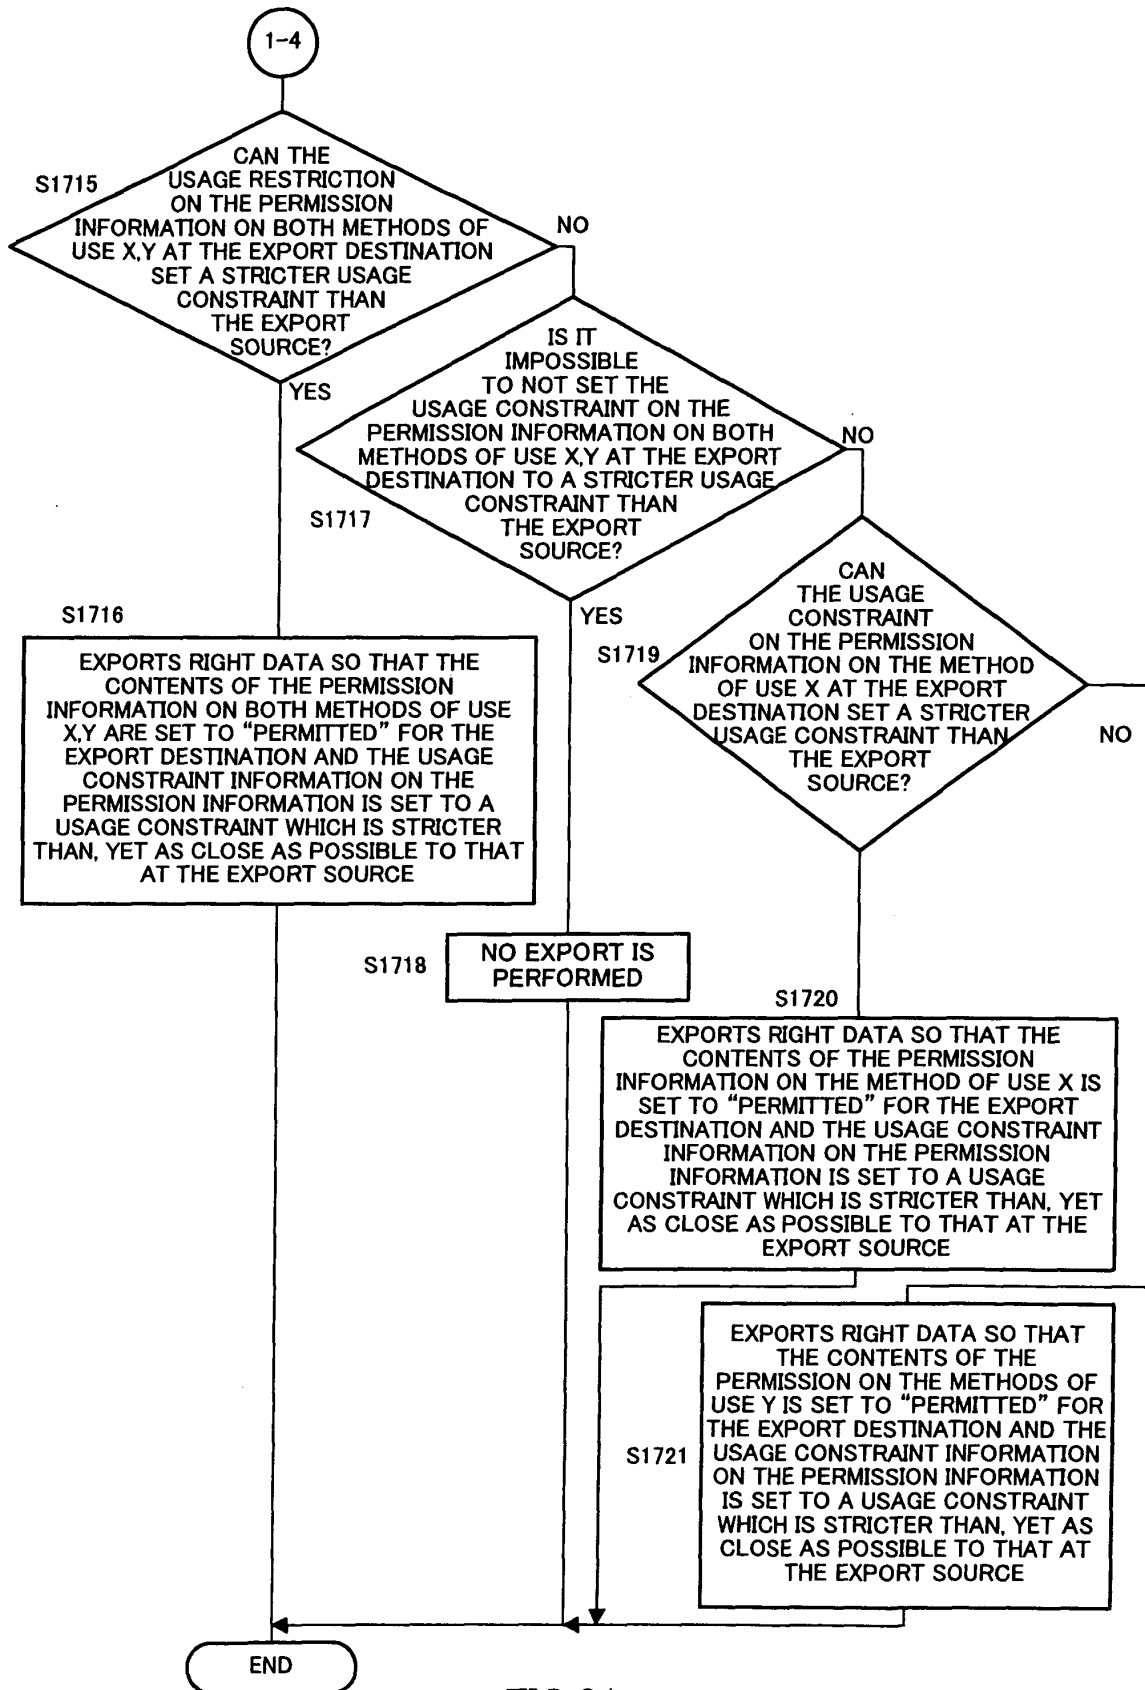 1-4
S1715
CAN THE
USAGE RESTRICTION
ON THE PERMISSION
INFORMATION ON BOTH METHODS OF
USE X,Y AT THE EXPORT DESTINATION
SET A STRICTER USAGE
CONSTRAINT THAN
THE EXPORT
SOURCE?
NO
YES
IS IT
IMPOSSIBLE
TO NOT SET THE
USAGE CONSTRAINT ON THE
PERMISSION INFORMATION ON BOTH
METHODS OF USE X,Y AT THE EXPORT
DESTINATION TO A STRICTER USAGE
CONSTRAINT THAN
THE EXPORT
SOURCE?
S1717
NO
YES
S1719
CAN
THE USAGE
CONSTRAINT
ON THE PERMISSION
INFORMATION ON THE METHOD
OF USE X AT THE EXPORT
DESTINATION SET A STRICTER
USAGE CONSTRAINT THAN
THE EXPORT
SOURCE?
NO
S1716
EXPORTS RIGHT DATA SO THAT THE
CONTENTS OF THE PERMISSION
INFORMATION ON BOTH METHODS OF USE
X,Y ARE SET TO “PERMITTED” FOR THE
EXPORT DESTINATION AND THE USAGE
CONSTRAINT INFORMATION ON THE
PERMISSION INFORMATION IS SET TO A
USAGE CONSTRAINT WHICH IS STRICTER
THAN, YET AS CLOSE AS POSSIBLE TO THAT
AT THE EXPORT SOURCE
S1718
NO EXPORT IS
PERFORMED
S1720
EXPORTS RIGHT DATA SO THAT THE
CONTENTS OF THE PERMISSION
INFORMATION ON THE METHOD OF USE X IS
SET TO “PERMITTED” FOR THE EXPORT
DESTINATION AND THE USAGE CONSTRAINT
INFORMATION ON THE PERMISSION
INFORMATION IS SET TO A USAGE
CONSTRAINT WHICH IS STRICTER THAN, YET
AS CLOSE AS POSSIBLE TO THAT AT THE
EXPORT SOURCE
S1721
EXPORTS RIGHT DATA SO THAT
THE CONTENTS OF THE
PERMISSION ON THE METHODS OF
USE Y IS SET TO “PERMITTED” FOR
THE EXPORT DESTINATION AND THE
USAGE CONSTRAINT INFORMATION
ON THE PERMISSION INFORMATION
IS SET TO A USAGE CONSTRAINT
WHICH IS STRICTER THAN, YET AS
CLOSE AS POSSIBLE TO THAT AT
THE EXPORT SOURCE
END